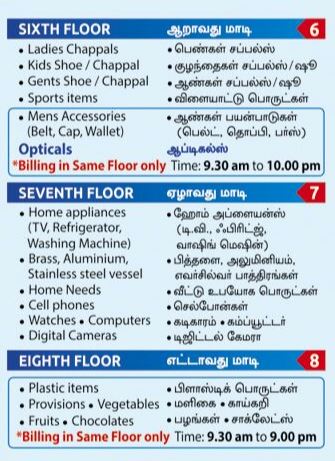 SIXTH FLOOR ஆறாவது மாடி 6
• Ladies Chappals • பெண்கள் சப்பல்ஸ்
• Kids Shoe / Chappal • குழந்தைகள் சப்பல்ஸ்/ஷூ
• Gents Shoe / Chappal • ஆண்கள் சப்பல்ஸ்/ஷூ
• Sports items • விளையாட்டு பொருட்கள்
• Mens Accessories • ஆண்கள் பயன்பாடுகள்
(Belt, Cap, Wallet) (பெல்ட், தொப்பி, பர்ஸ்)
Opticals ஆப்டிகல்ஸ்
*Billing in Same Floor only Time: 9.30 am to 10.00 pm
SEVENTH FLOOR ஏழாவது மாடி 7
• Home appliances • ஹோம் அப்ளையன்ஸ்
(TV, Refrigerator, (டி.வி., ஃபிரிட்ஜ்,
Washing Machine) வாஷிங் மெஷின்)
• Brass, Aluminium, • பித்தளை, அலுமினியம்,
Stainless steel vessel எவர்சில்வர் பாத்திரங்கள்
• Home Needs • வீட்டு உபயோக பொருட்கள்
• Cell phones • செல்போன்கள்
• Watches • Computers • கடிகாரம் • கம்ப்யூட்டர்
• Digital Cameras • டிஜிட்டல் கேமரா
EIGHTH FLOOR எட்டாவது மாடி 8
• Plastic items • பிளாஸ்டிக் பொருட்கள்
• Provisions • Vegetables • மளிகை • காய்கறி
• Fruits • Chocolates • பழங்கள் • சாக்லேட்ஸ்
*Billing in Same Floor only Time: 9.30 am to 9.00 pm